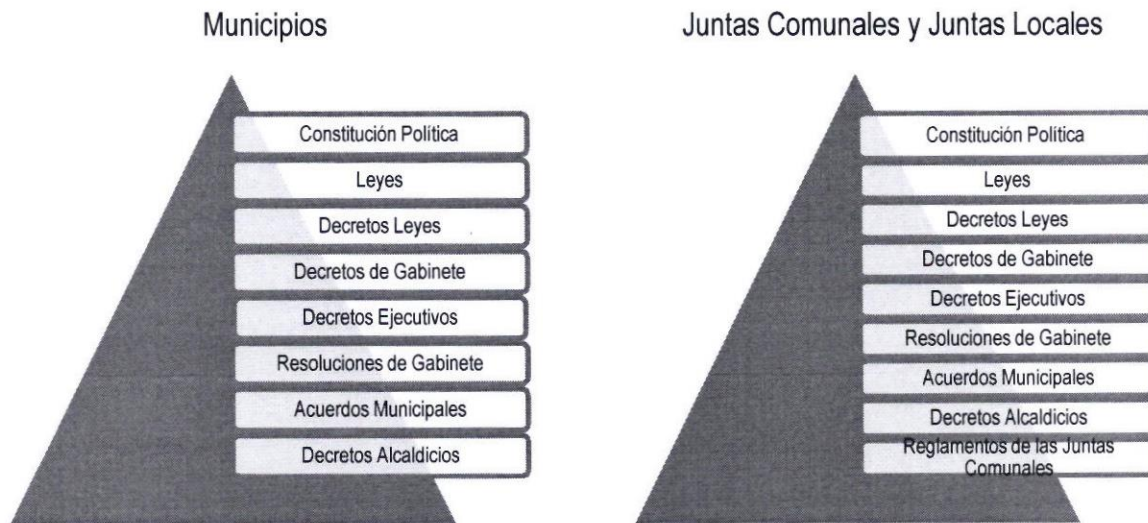 Municipios
Constitución Política
Leyes
Decretos Leyes
Decretos de Gabinete
Decretos Ejecutivos
Resoluciones de Gabinete
Acuerdos Municipales
Decretos Alcaldicios
Juntas Comunales y Juntas Locales
Constitución Política
Leyes
Decretos Leyes
Decretos de Gabinete
Decretos Ejecutivos
Resoluciones de Gabinete
Acuerdos Municipales
Decretos Alcaldicios
Reglamentos de las Juntas
Comunales